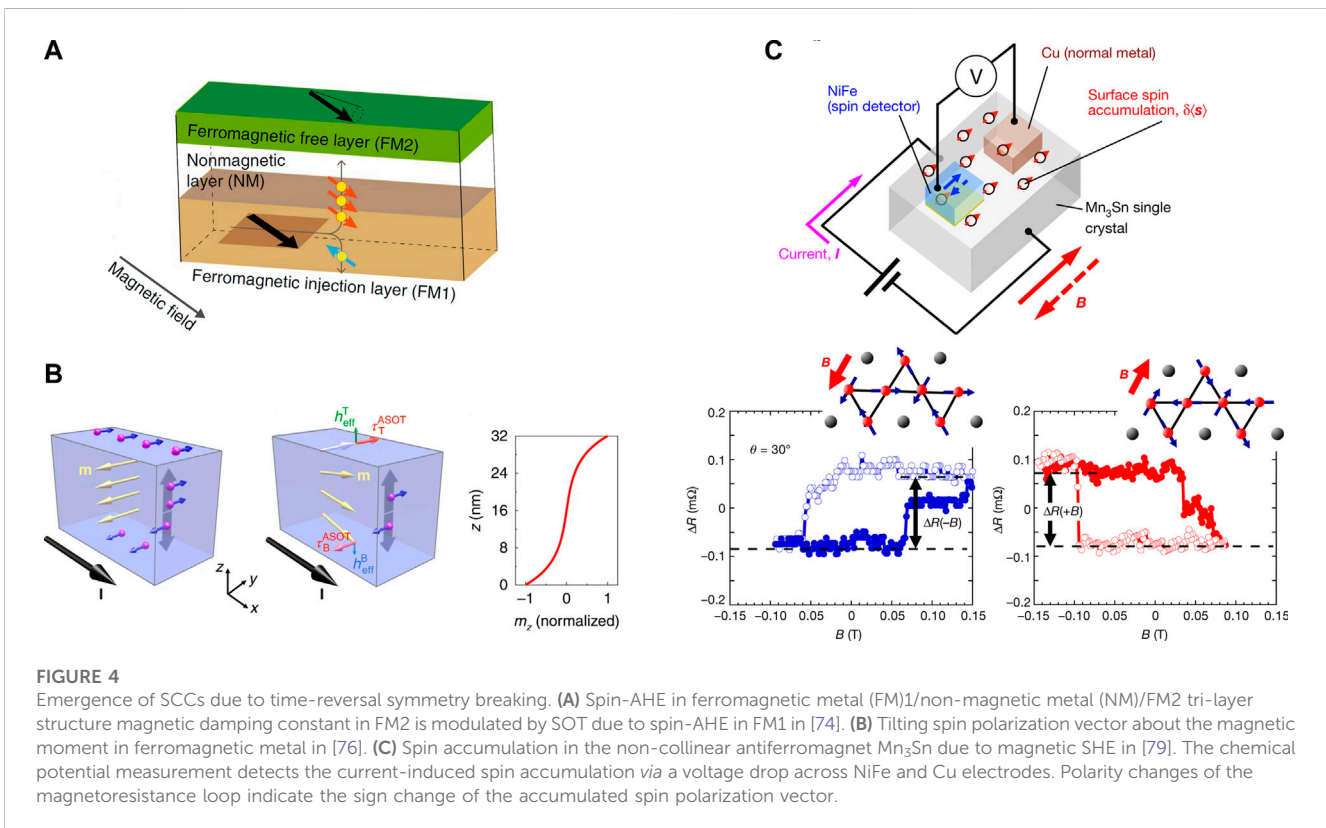 A
Ferromagnetic free layer (FM2)
Nonmagnetic
layer (NM)
Ferromagnetic injection layer (FM1)
Magnetic field
B
m
I
z
y
x
h_eff^T
τ_T^ASOT
m
τ_B^ASOT
h_eff^B
I
z (nm)
32
24
16
8
0
−1
0
1
m_z (normalized)
C
V
Cu (normal metal)
NiFe
(spin detector)
Surface spin
accumulation, δ⟨s⟩
Mn₃Sn single
crystal
Current, I
B
B
θ = 30°
ΔR (mΩ)
0.2
0.1
0
−0.1
−0.2
ΔR(−B)
−0.15
−0.10
−0.05
0
0.05
0.10
0.15
B (T)
B
ΔR (mΩ)
0.2
0.1
0
−0.1
−0.2
ΔR(+B)
−0.15
−0.10
−0.05
0
0.05
0.10
0.15
B (T)
FIGURE 4
Emergence of SCCs due to time-reversal symmetry breaking. (A) Spin-AHE in ferromagnetic metal (FM)1/non-magnetic metal (NM)/FM2 tri-layer
structure magnetic damping constant in FM2 is modulated by SOT due to spin-AHE in FM1 in [74]. (B) Tilting spin polarization vector about the magnetic
moment in ferromagnetic metal in [76]. (C) Spin accumulation in the non-collinear antiferromagnet Mn₃Sn due to magnetic SHE in [79]. The chemical
potential measurement detects the current-induced spin accumulation via a voltage drop across NiFe and Cu electrodes. Polarity changes of the
magnetoresistance loop indicate the sign change of the accumulated spin polarization vector.